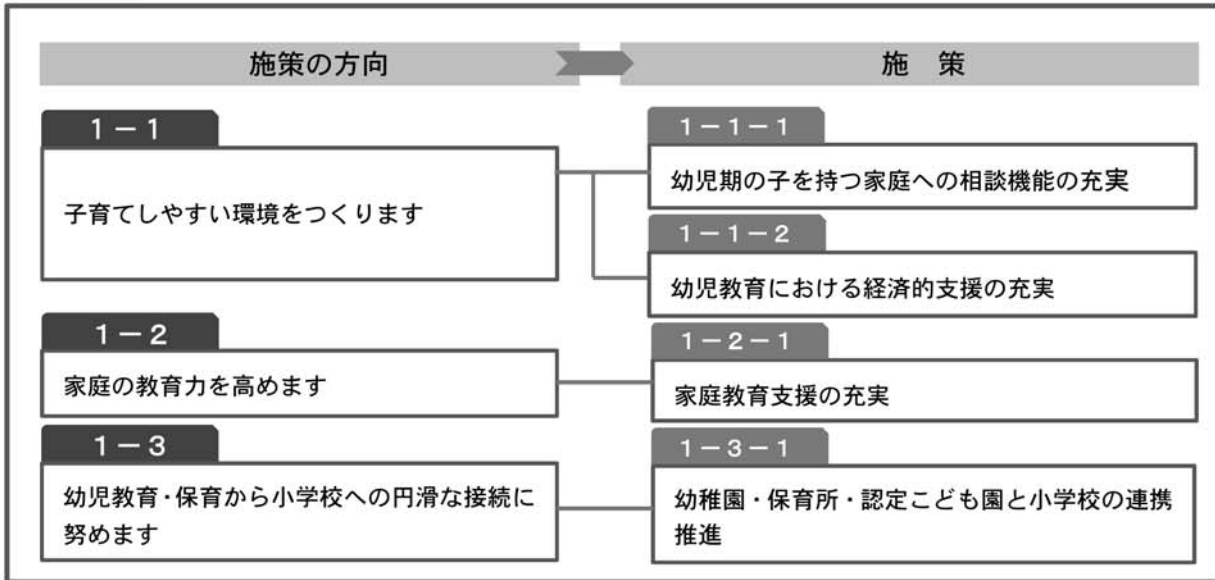 施策の方向
施　策
１－１
子育てしやすい環境をつくります
１－１－１
幼児期の子を持つ家庭への相談機能の充実
１－１－２
幼児教育における経済的支援の充実
１－２
家庭の教育力を高めます
１－２－１
家庭教育支援の充実
１－３
幼児教育・保育から小学校への円滑な接続に
努めます
１－３－１
幼稚園・保育所・認定こども園と小学校の連携
推進